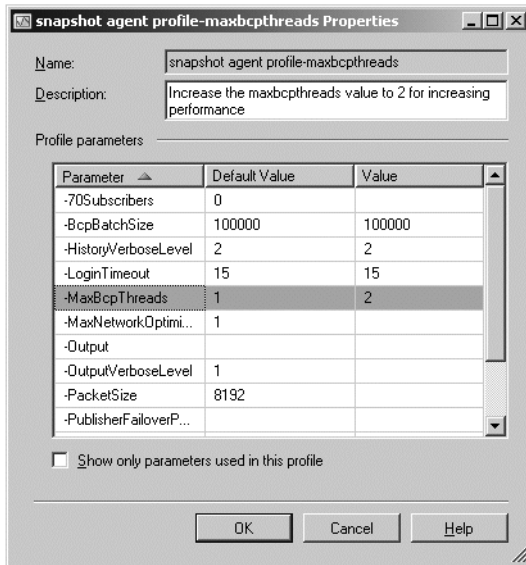 snapshot agent profile-maxbcpthreads Properties
Name: snapshot agent profile-maxbcpthreads
Description: Increase the maxbcpthreads value to 2 for increasing
performance
Profile parameters
Parameter Default Value Value
-70Subscribers 0
-BcpBatchSize 100000 100000
-HistoryVerboseLevel 2 2
-LoginTimeout 15 15
-MaxBcpThreads 1 2
-MaxNetworkOptimi... 1
-Output
-OutputVerboseLevel 1
-PacketSize 8192
-PublisherFailoverP...
Show only parameters used in this profile
OK Cancel Help